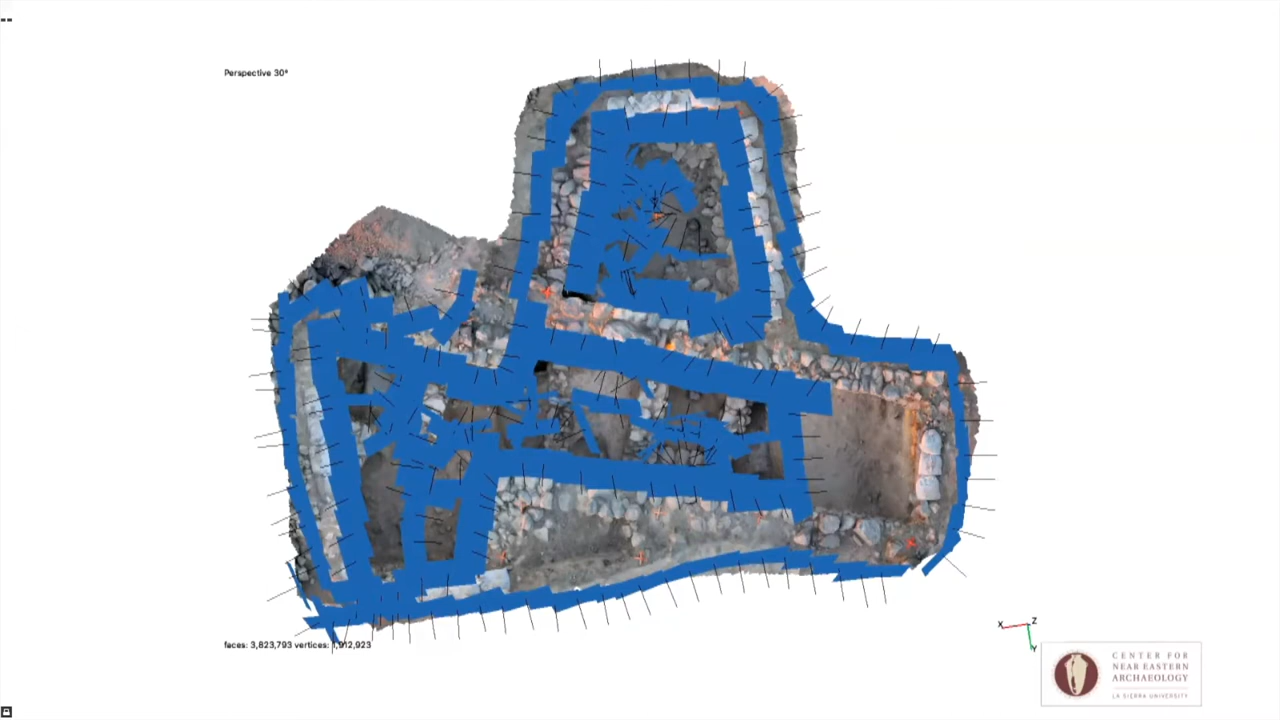 Perspective 30°
faces: 3,823,793 vertices: 1,912,923
X
Z
Y
CENTER FOR
NEAR EASTERN
ARCHAEOLOGY
LA SIERRA UNIVERSITY